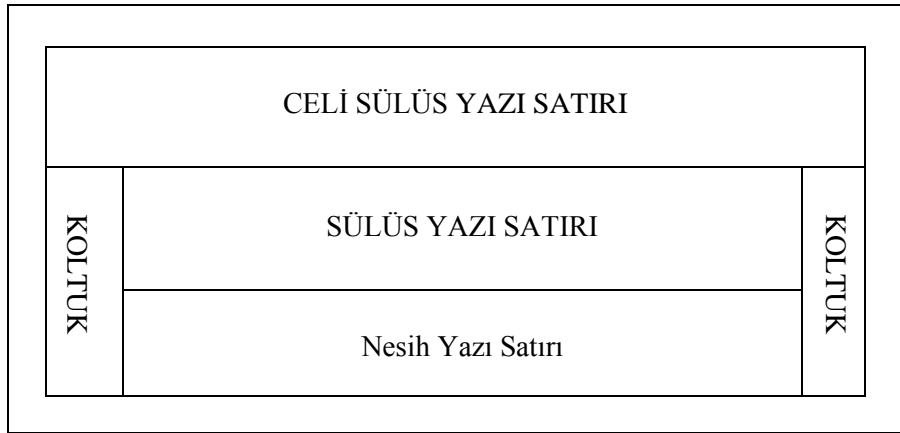 CELİ SÜLÜS YAZI SATIRI
KOLTUK
SÜLÜS YAZI SATIRI
KOLTUK
Nesih Yazı Satırı